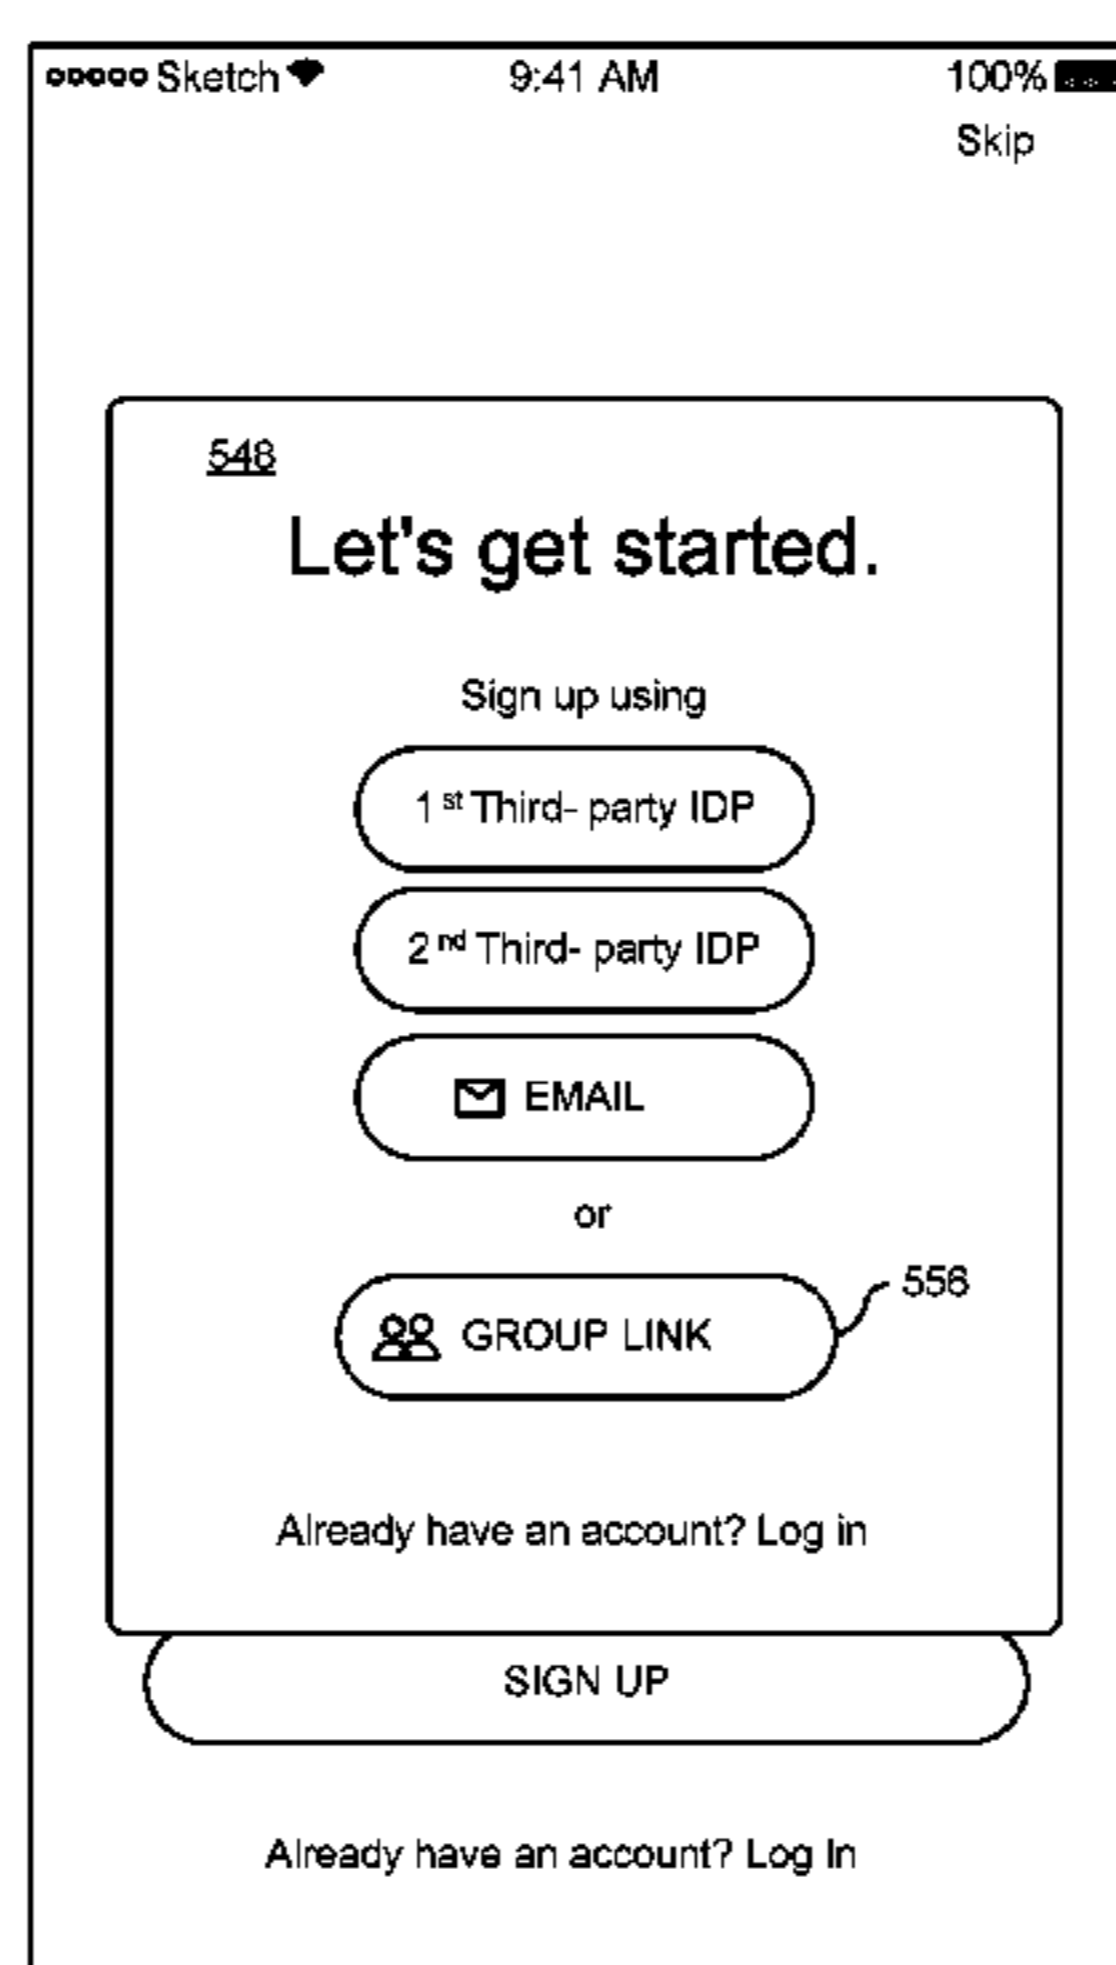 Sketch 9:41 AM 100%
Skip
548
Let's get started.
Sign up using
1st Third- party IDP
2nd Third- party IDP
EMAIL
or
GROUP LINK
556
Already have an account? Log in
SIGN UP
Already have an account? Log In